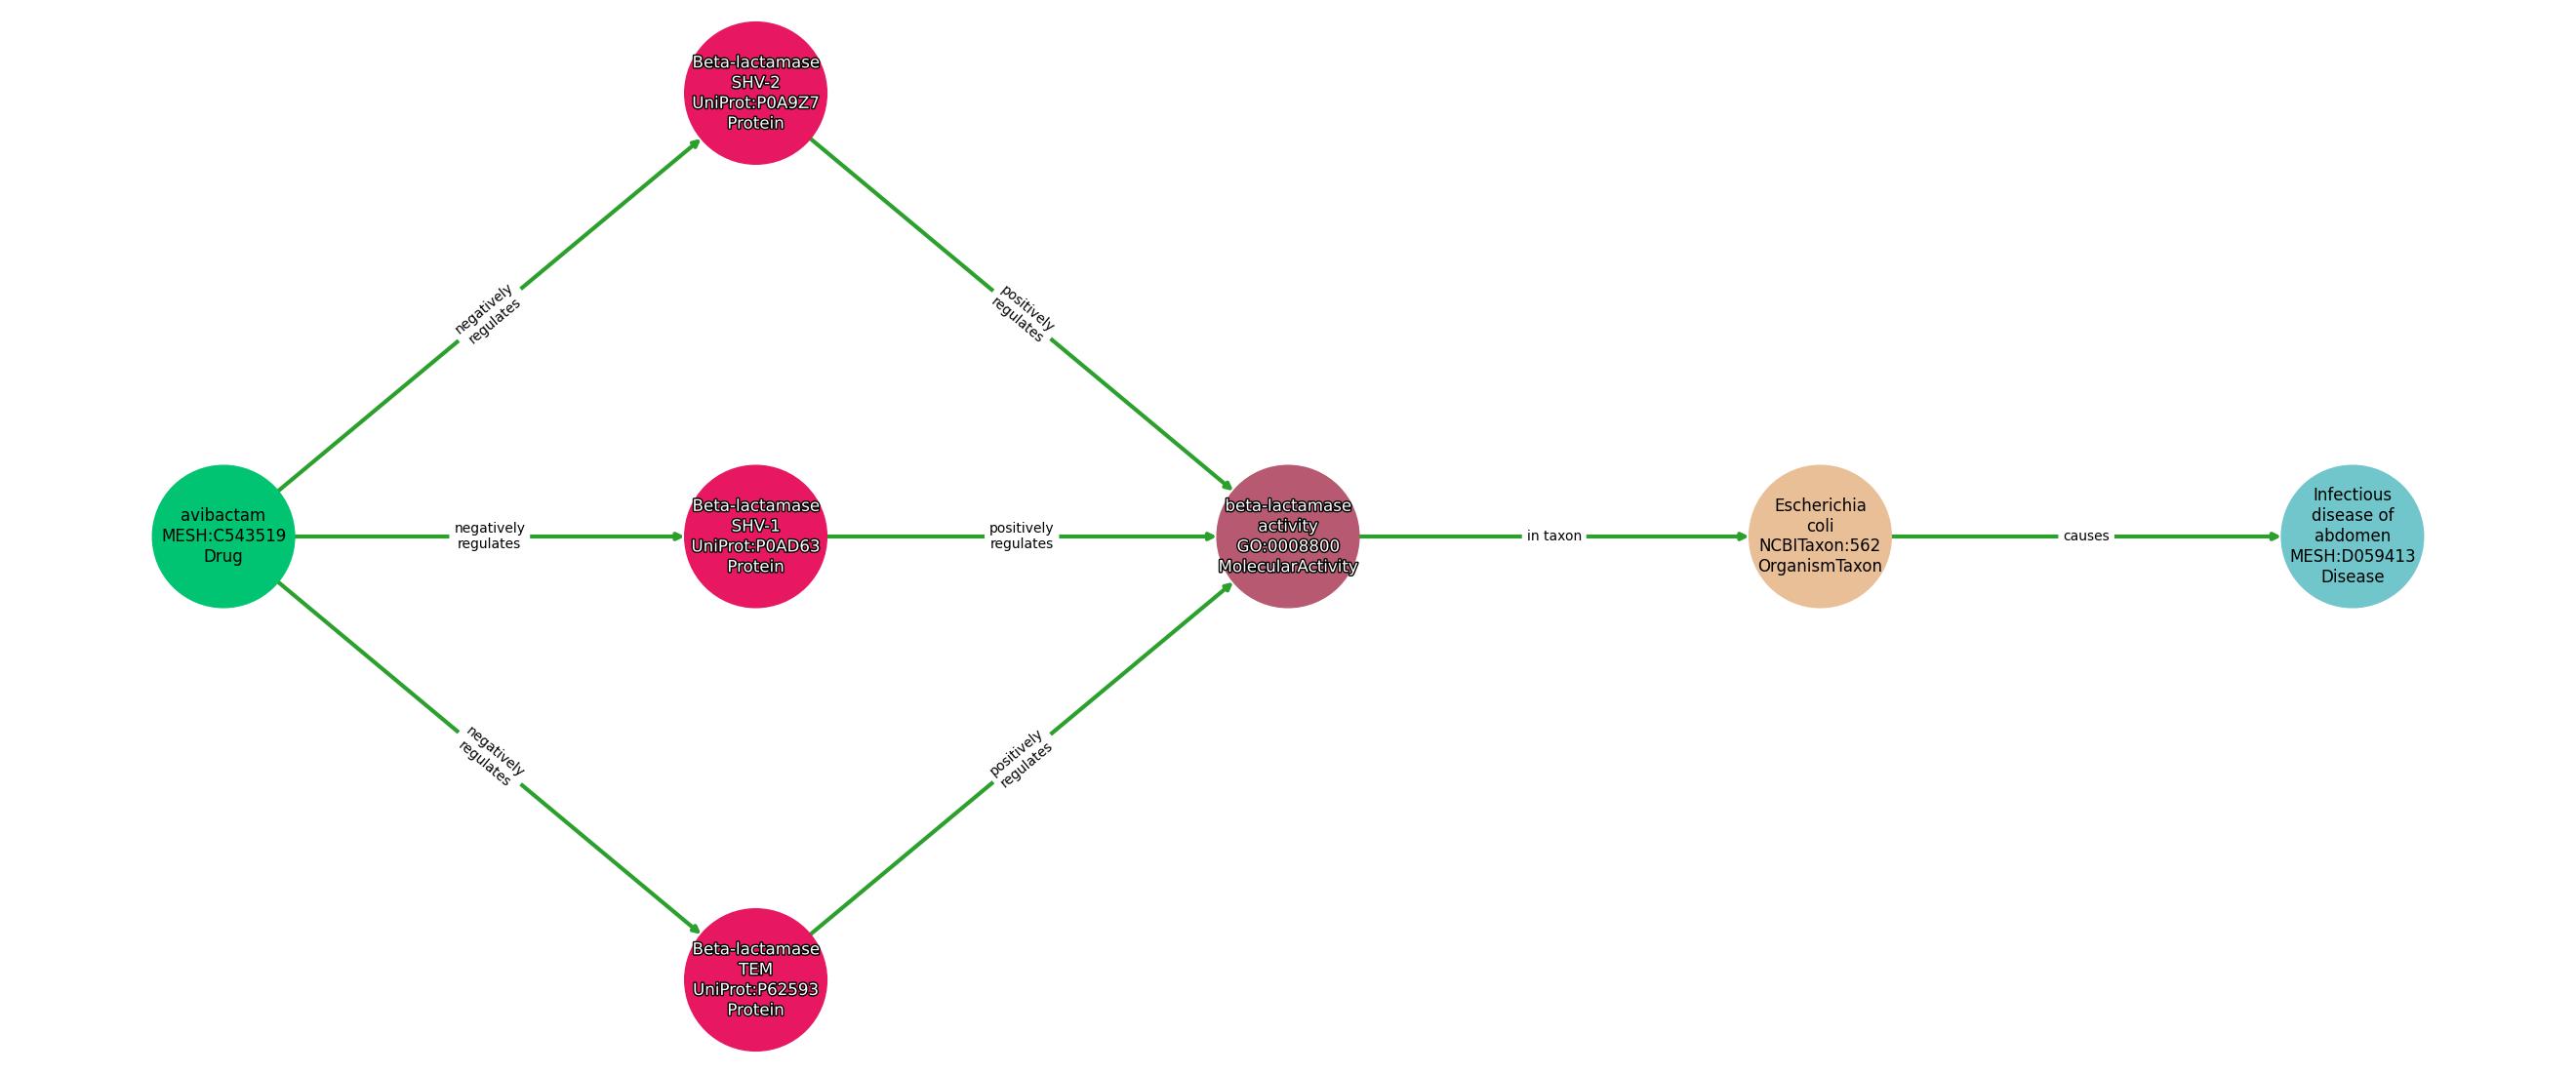 Beta-lactamase
SHV-2
UniProt:P0A9Z7
Protein
negatively
regulates
positively
regulates
avibactam
MESH:C543519
Drug
negatively
regulates
Beta-lactamase
SHV-1
UniProt:P0AD63
Protein
positively
regulates
beta-lactamase
activity
GO:0008800
MolecularActivity
in taxon
Escherichia
coli
NCBITaxon:562
OrganismTaxon
causes
Infectious
disease of
abdomen
MESH:D059413
Disease
negatively
regulates
positively
regulates
Beta-lactamase
TEM
UniProt:P62593
Protein